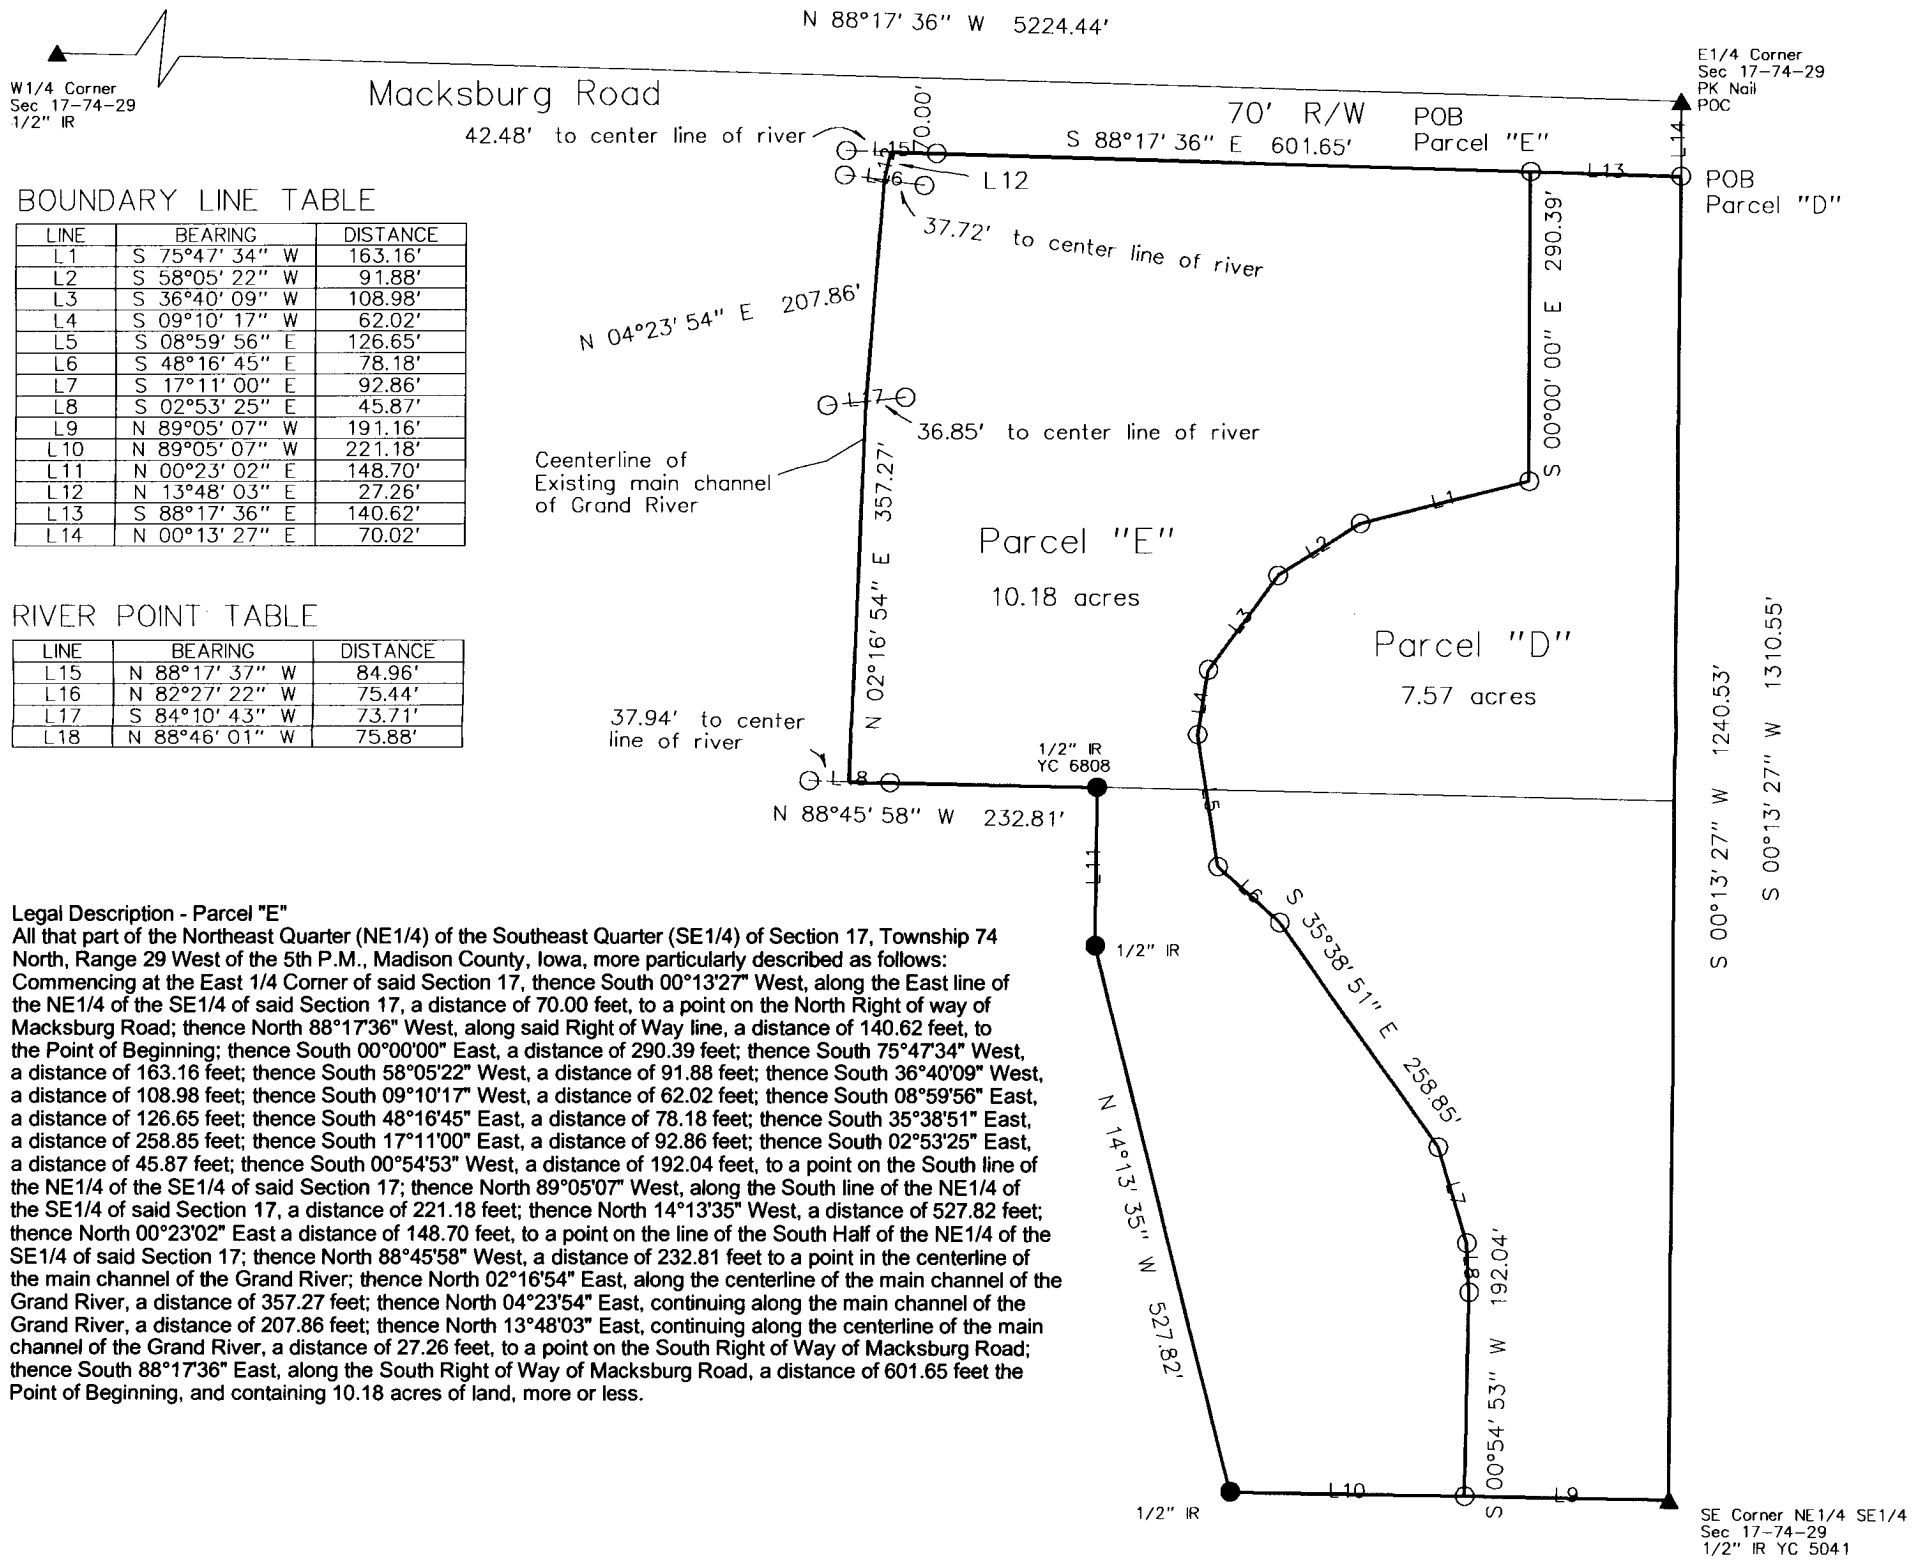 N 88°17' 36" W 5224.44'
W1/4 Corner
Sec 17-74-29
1/2" IR
E1/4 Corner
Sec 17-74-29
PK Nail
POC
Macksburg Road
70.00'
70' R/W
POB
Parcel "E"
42.48' to center line of river
L15
S 88°17' 36" E 601.65'
L14
L13
L12
L12
L16
POB
Parcel "D"
37.72' to center line of river
290.39'
S 00°00' 00" E
BOUNDARY LINE TABLE
LINE BEARING DISTANCE
L1 S 75°47' 34" W 163.16'
L2 S 58°05' 22" W 91.88'
L3 S 36°40' 09" W 108.98'
L4 S 09°10' 17" W 62.02'
L5 S 08°59' 56" E 126.65'
L6 S 48°16' 45" E 78.18'
L7 S 17°11' 00" E 92.86'
L8 S 02°53' 25" E 45.87'
L9 N 89°05' 07" W 191.16'
L10 N 89°05' 07" W 221.18'
L11 N 00°23' 02" E 148.70'
L12 N 13°48' 03" E 27.26'
L13 S 88°17' 36" E 140.62'
L14 N 00°13' 27" E 70.02'
N 04°23' 54" E 207.86'
L17
36.85' to center line of river
Ceenterline of
Existing main channel
of Grand River
N 02°16' 54" E 357.27'
L1
L2
L3
L4
L5
Parcel "E"
10.18 acres
Parcel "D"
7.57 acres
S 00°13' 27" W 1240.53'
S 00°13' 27" W 1310.55'
RIVER POINT TABLE
LINE BEARING DISTANCE
L15 N 88°17' 37" W 84.96'
L16 N 82°27' 22" W 75.44'
L17 S 84°10' 43" W 73.71'
L18 N 88°46' 01" W 75.88'
37.94' to center
line of river
L18
1/2" IR
YC 6808
N 88°45' 58" W 232.81'
L11
L6
1/2" IR
S 35°38' 51" E 258.85'
Legal Description - Parcel "E"
All that part of the Northeast Quarter (NE1/4) of the Southeast Quarter (SE1/4) of Section 17, Township 74
North, Range 29 West of the 5th P.M., Madison County, Iowa, more particularly described as follows:
Commencing at the East 1/4 Corner of said Section 17, thence South 00°13'27" West, along the East line of
the NE1/4 of the SE1/4 of said Section 17, a distance of 70.00 feet, to a point on the North Right of way of
Macksburg Road; thence North 88°17'36" West, along said Right of Way line, a distance of 140.62 feet, to
the Point of Beginning; thence South 00°00'00" East, a distance of 290.39 feet; thence South 75°47'34" West,
a distance of 163.16 feet; thence South 58°05'22" West, a distance of 91.88 feet; thence South 36°40'09" West,
a distance of 108.98 feet; thence South 09°10'17" West, a distance of 62.02 feet; thence South 08°59'56" East,
a distance of 126.65 feet; thence South 48°16'45" East, a distance of 78.18 feet; thence South 35°38'51" East,
a distance of 258.85 feet; thence South 17°11'00" East, a distance of 92.86 feet; thence South 02°53'25" East,
a distance of 45.87 feet; thence South 00°54'53" West, a distance of 192.04 feet, to a point on the South line of
the NE1/4 of the SE1/4 of said Section 17; thence North 89°05'07" West, along the South line of the NE1/4 of
the SE1/4 of said Section 17, a distance of 221.18 feet; thence North 14°13'35" West, a distance of 527.82 feet;
thence North 00°23'02" East a distance of 148.70 feet, to a point on the line of the South Half of the NE1/4 of the
SE1/4 of said Section 17; thence North 88°45'58" West, a distance of 232.81 feet to a point in the centerline of
the main channel of the Grand River; thence North 02°16'54" East, along the centerline of the main channel of the
Grand River, a distance of 357.27 feet; thence North 04°23'54" East, continuing along the main channel of the
Grand River, a distance of 207.86 feet; thence North 13°48'03" East, continuing along the centerline of the main
channel of the Grand River, a distance of 27.26 feet, to a point on the South Right of Way of Macksburg Road;
thence South 88°17'36" East, along the South Right of Way of Macksburg Road, a distance of 601.65 feet the
Point of Beginning, and containing 10.18 acres of land, more or less.
N 14°13' 35" W 527.82'
L7
L8
S 00°54' 53" W 192.04'
L10
L9
1/2" IR
SE Corner NE1/4 SE1/4
Sec 17-74-29
1/2" IR YC 5041